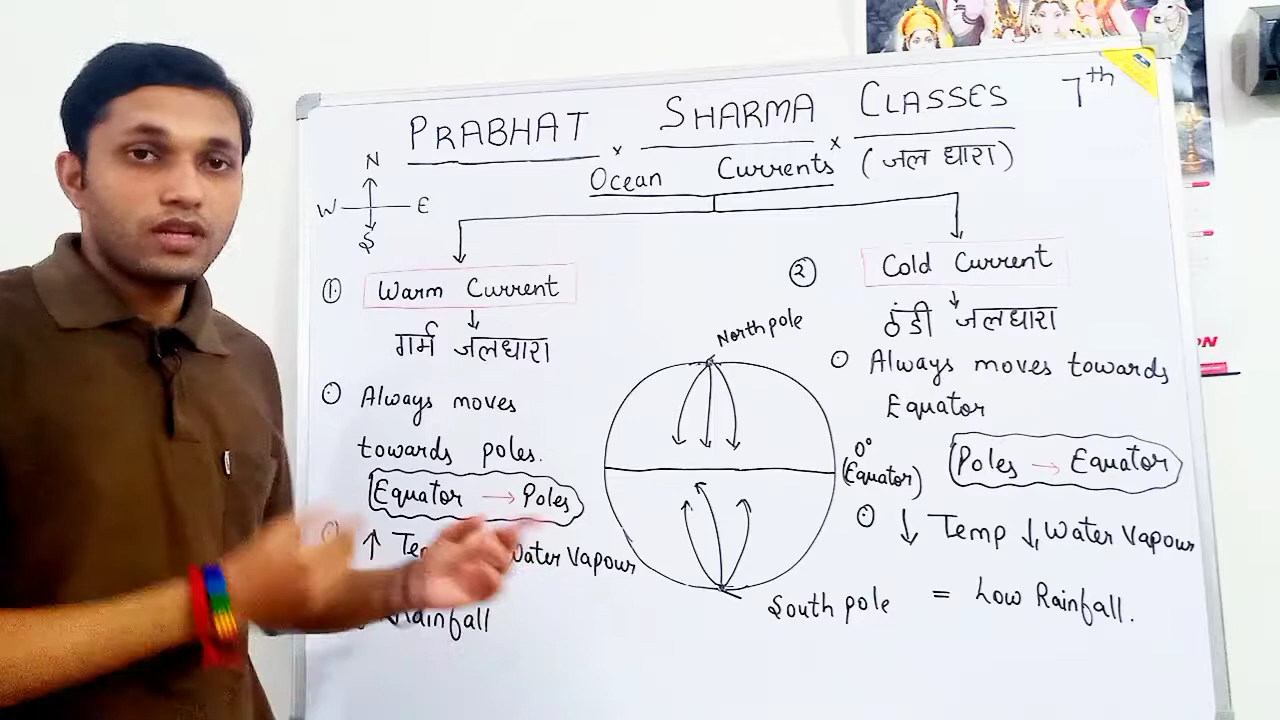 PRABHAT × SHARMA × CLASSES 7th
Ocean Currents (जल धारा)
N
W E
S
① Warm Current
गर्म जलधारा
Always moves
towards poles.
Equator → Poles
↑ Water Vapour
Rainfall
North pole
0°
(Equator)
South pole
② Cold Current
ठंडी जलधारा
Always moves towards
Equator
Poles → Equator
↓ Temp ↓ Water Vapour
= Low Rainfall.